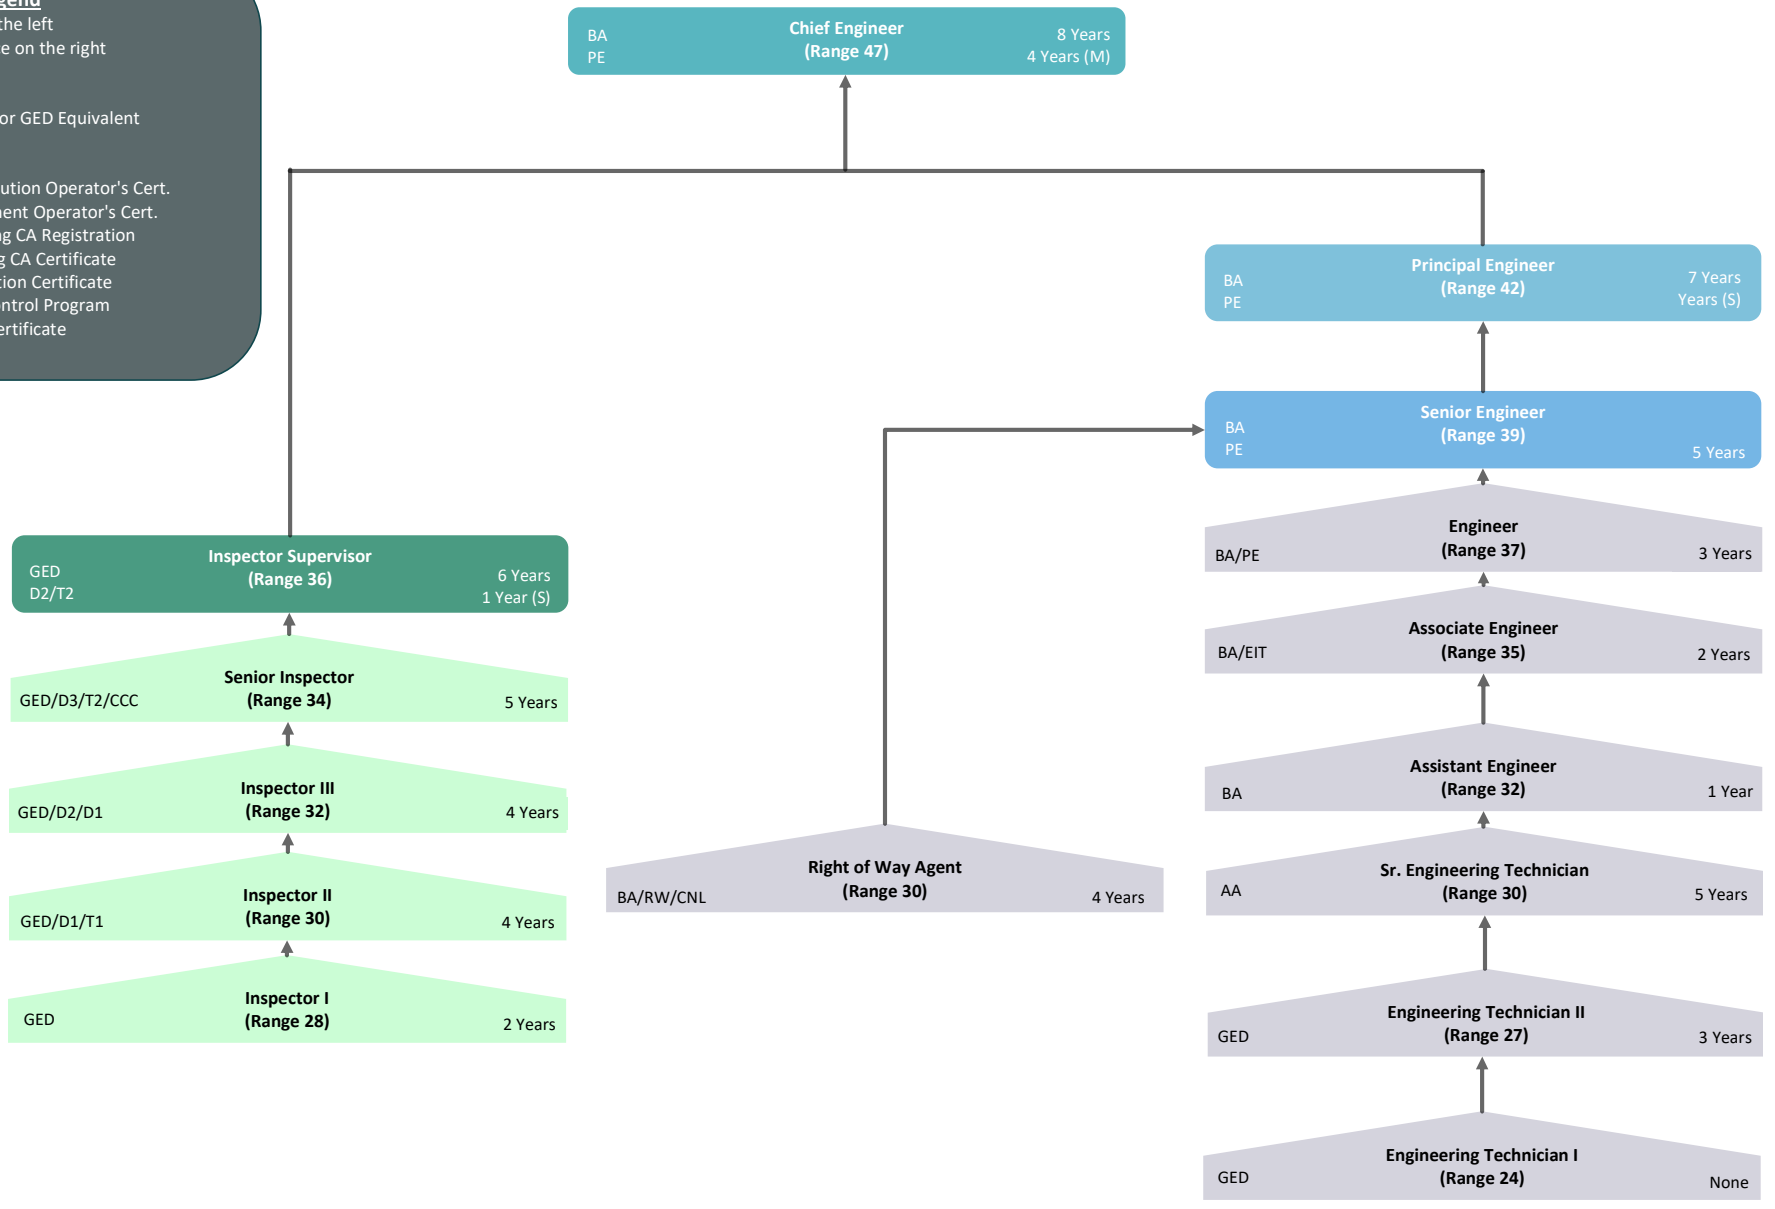 the left
e on the right
or GED Equivalent
Operator's Cert.
Operator's Cert.
CA Registration
CA Certificate
Certificate
Program
Chief Engineer
(Range 47)
BA
PE
8 Years
4 Years (M)
Principal Engineer
(Range 42)
BA
PE
7 Years
Years (S)
Senior Engineer
(Range 39)
BA
PE
5 Years
Engineer
(Range 37)
BA/PE
3 Years
Associate Engineer
(Range 35)
BA/EIT
2 Years
Assistant Engineer
(Range 32)
BA
1 Year
Sr. Engineering Technician
(Range 30)
AA
5 Years
Engineering Technician II
(Range 27)
GED
3 Years
Engineering Technician I
(Range 24)
GED
None
Right of Way Agent
(Range 30)
BA/RW/CNL
4 Years
Inspector Supervisor
(Range 36)
GED
D2/T2
6 Years
1 Year (S)
Senior Inspector
(Range 34)
GED/D3/T2/CCC
5 Years
Inspector III
(Range 32)
GED/D2/D1
4 Years
Inspector II
(Range 30)
GED/D1/T1
4 Years
Inspector I
(Range 28)
GED
2 Years